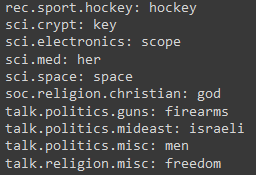 rec.sport.hockey: hockey
sci.crypt: key
sci.electronics: scope
sci.med: her
sci.space: space
soc.religion.christian: god
talk.politics.guns: firearms
talk.politics.mideast: israeli
talk.politics.misc: men
talk.religion.misc: freedom